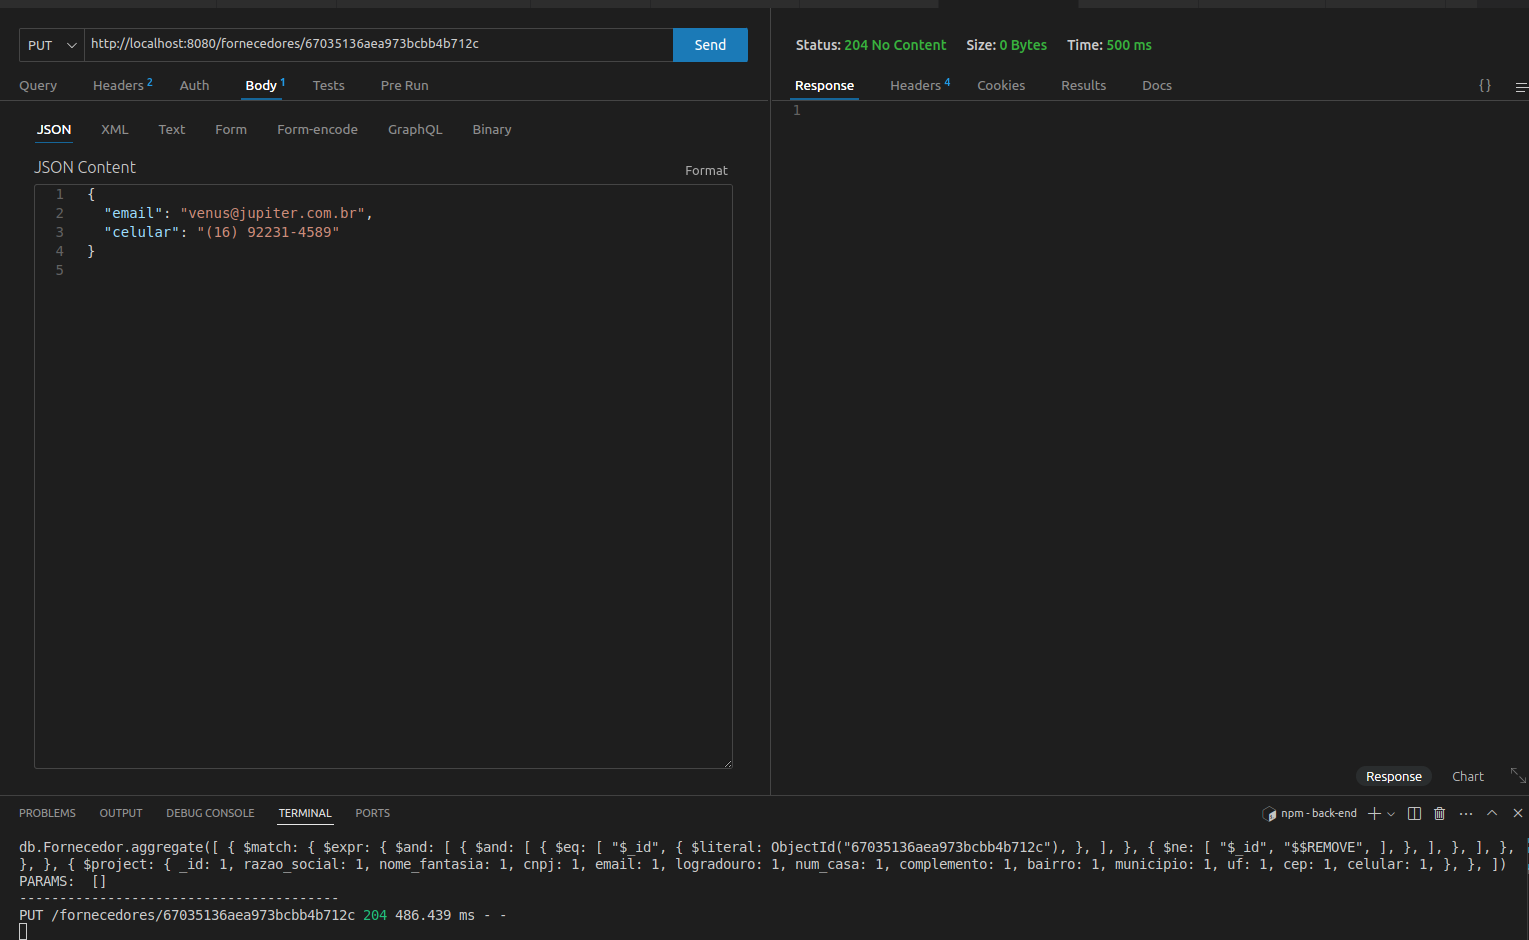 PUT http://localhost:8080/fornecedores/67035136aea973bcbb4b712c Send
Query Headers 2 Auth Body 1 Tests Pre Run
JSON XML Text Form Form-encode GraphQL Binary
JSON Content
Format
1 {
2 "email": "venus@jupiter.com.br",
3 "celular": "(16) 92231-4589"
4 }
5
Status: 204 No Content Size: 0 Bytes Time: 500 ms
Response Headers 4 Cookies Results Docs {}
1
Response Chart
PROBLEMS OUTPUT DEBUG CONSOLE TERMINAL PORTS npm - back-end
db.Fornecedor.aggregate([ { $match: { $expr: { $and: [ { $and: [ { $eq: [ "$_id", { $literal: ObjectId("67035136aea973bcbb4b712c"), }, ], }, { $ne: [ "$_id", "$$REMOVE", ], }, ], }, ], },
}, }, { $project: { _id: 1, razao_social: 1, nome_fantasia: 1, cnpj: 1, email: 1, logradouro: 1, num_casa: 1, complemento: 1, bairro: 1, municipio: 1, uf: 1, cep: 1, celular: 1, }, }, ])
PARAMS: []
----------------------------------------
PUT /fornecedores/67035136aea973bcbb4b712c 204 486.439 ms - -